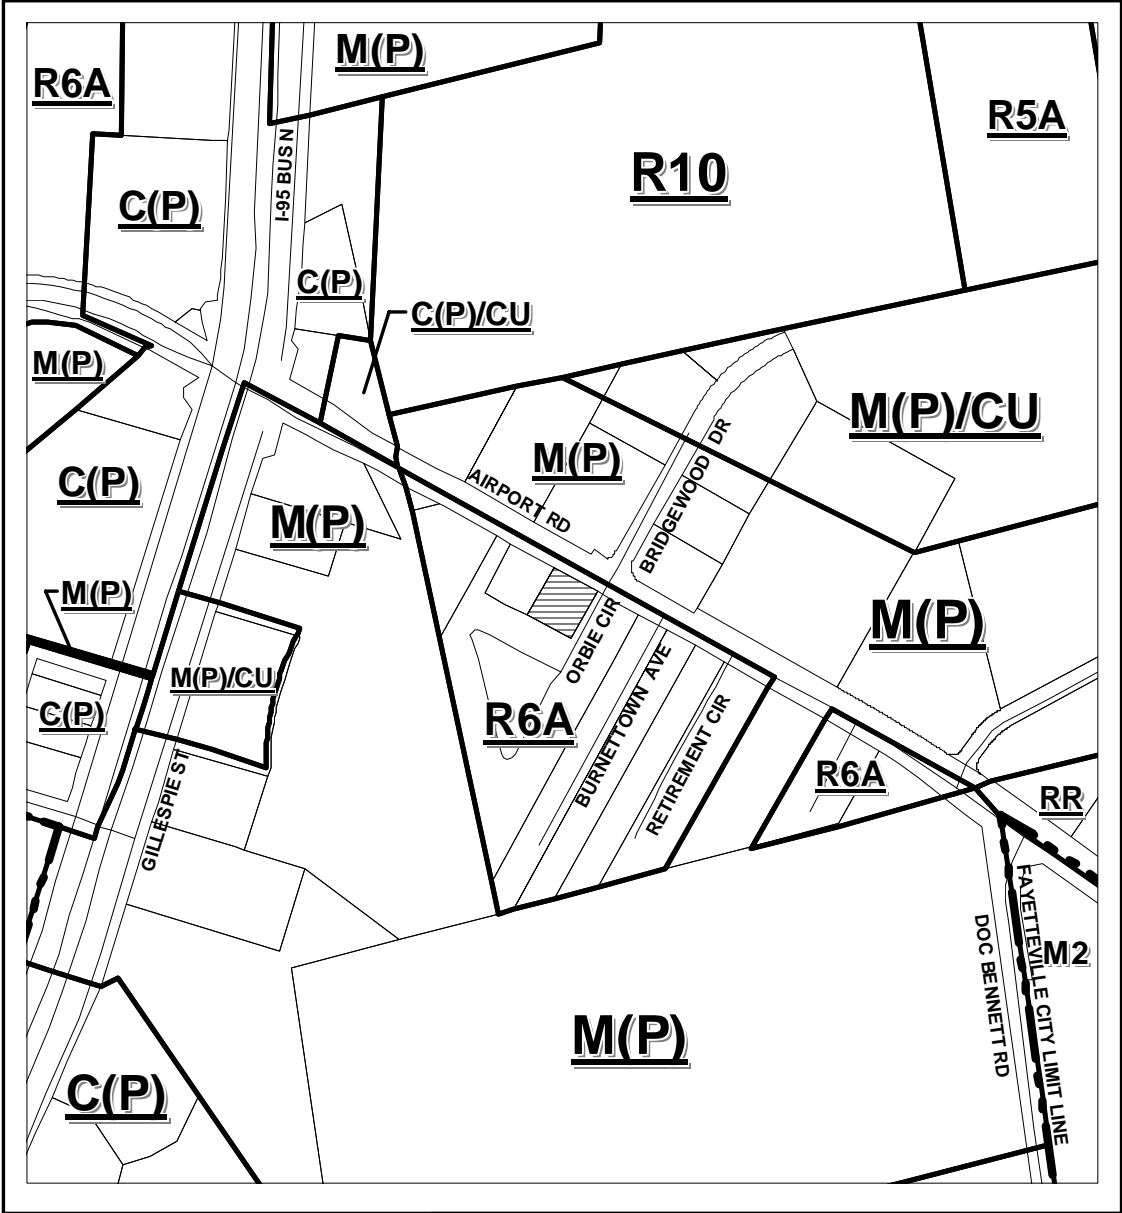 M(P)
R6A
R5A
I-95 BUS N
R10
C(P)
C(P)
C(P)/CU
M(P)
M(P)/CU
BRIDGEWOOD DR
M(P)
C(P)
AIRPORT RD
M(P)
M(P)
M(P)
ORBIE CIR
M(P)/CU
BURNETTOWN AVE
C(P)
R6A
RETIREMENT CIR
GILLESPIE ST
R6A
RR
FAYETTEVILLE CITY LIMIT LINE
DOC BENNETT RD
M2
M(P)
C(P)